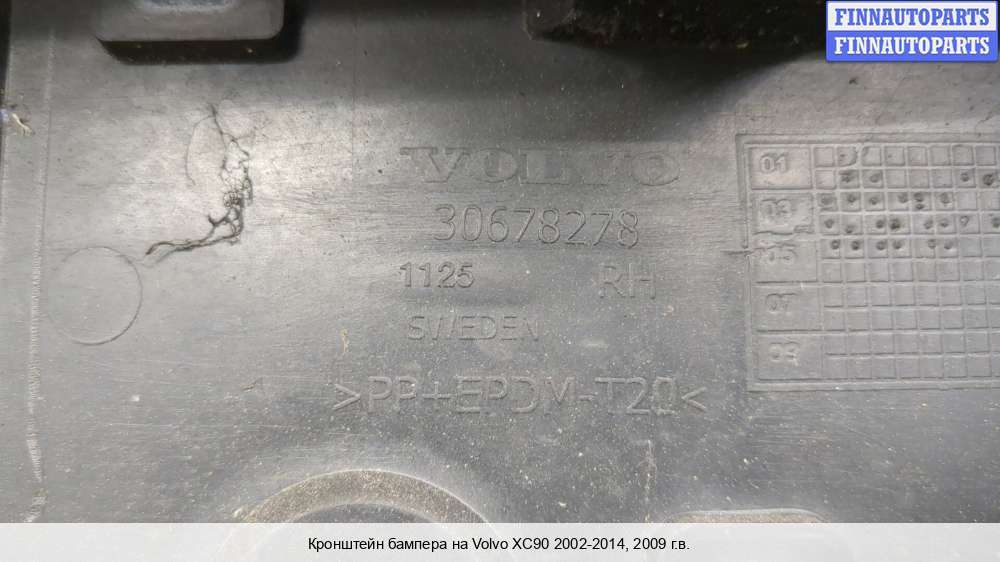 FINNAUTOPARTS
FINNAUTOPARTS
VOLVO
30678278
1125 RH
SWEDEN
>PP+EPDM-T20<
01
03
05
07
09
Кронштейн бампера на Volvo XC90 2002-2014, 2009 г.в.